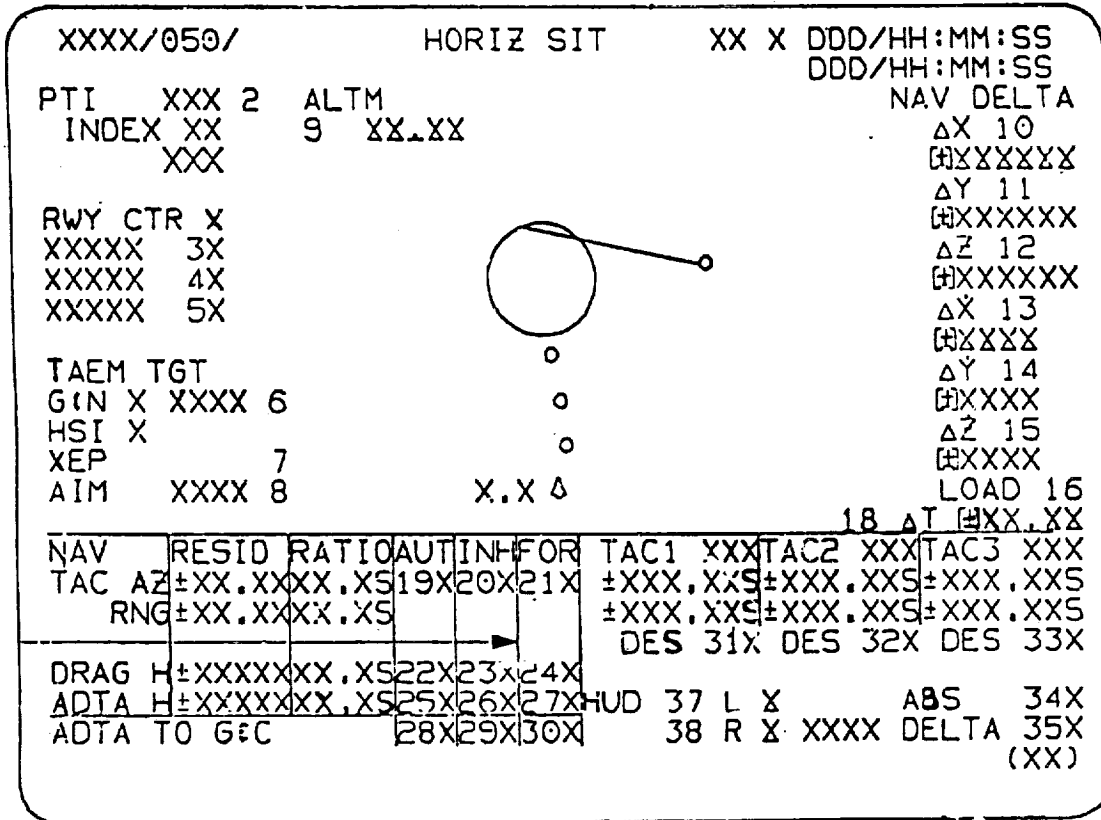 XXXX/050/ HORIZ SIT XX X DDD/HH:MM:SS
DDD/HH:MM:SS
PTI XXX 2 ALTM NAV DELTA
INDEX XX 9 XX.XX ΔX 10
XXX [±]XXXXXX
ΔY 11
RWY CTR X [±]XXXXXX
XXXXX 3X ΔZ 12
XXXXX 4X [±]XXXXXX
XXXXX 5X ΔẊ 13
[±]XXXX
TAEM TGT ΔẎ 14
G&N X XXXX 6 [±]XXXX
HSI X ΔŻ 15
XEP 7 [±]XXXX
AIM XXXX 8 X.X LOAD 16
18 ΔT [±]XX.XX
NAV RESID RATIO AUT INH FOR TAC1 XXX TAC2 XXX TAC3 XXX
TAC AZ ±XX.XX XX.XS 19X 20X 21X ±XXX.XXS ±XXX.XXS ±XXX.XXS
RNG ±XX.XX XX.XS ±XXX.XXS ±XXX.XXS ±XXX.XXS
DES 31X DES 32X DES 33X
DRAG H ±XXXXX XX.XS 22X 23X 24X
ADTA H ±XXXXX XX.XS 25X 26X 27X HUD 37 L X ABS 34X
ADTA TO G&C 28X 29X 30X 38 R X XXXX DELTA 35X
(XX)